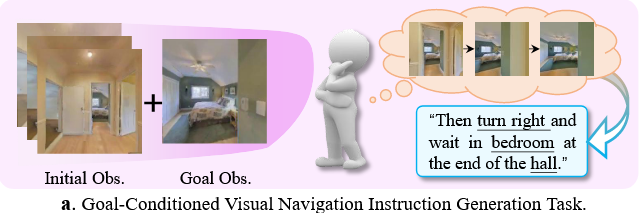 +
“Then turn right and
wait in bedroom at
the end of the hall.”
Initial Obs.
Goal Obs.
a. Goal-Conditioned Visual Navigation Instruction Generation Task.